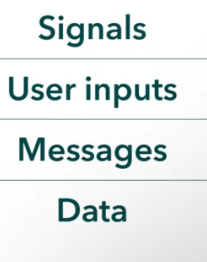 Signals
User inputs
Messages
Data